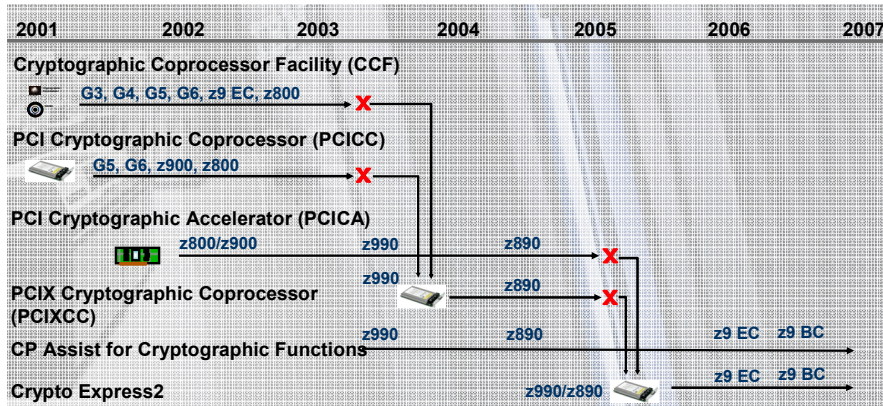 2001 2002 2003 2004 2005 2006 2007
Cryptographic Coprocessor Facility (CCF)
G3, G4, G5, G6, z9 EC, z800
X
PCI Cryptographic Coprocessor (PCICC)
G5, G6, z900, z800
X
PCI Cryptographic Accelerator (PCICA)
z800/z900 z990 z890
X
z990 z890
PCIX Cryptographic Coprocessor
(PCIXCC)
X
z990 z890 z9 EC z9 BC
CP Assist for Cryptographic Functions
z9 EC z9 BC
Crypto Express2 z990/z890